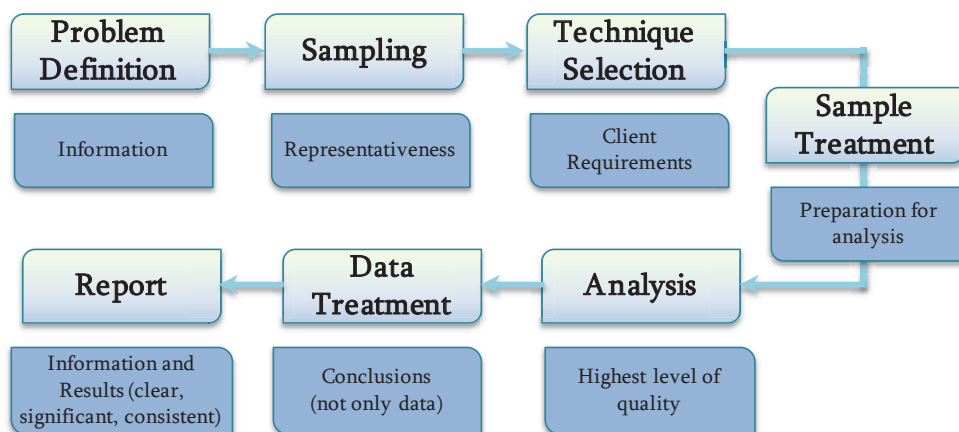 Problem
Definition
Information
Sampling
Representativeness
Technique
Selection
Client
Requirements
Sample
Treatment
Preparation for
analysis
Analysis
Highest level of
quality
Data
Treatment
Conclusions
(not only data)
Report
Information and
Results (clear,
significant, consistent)